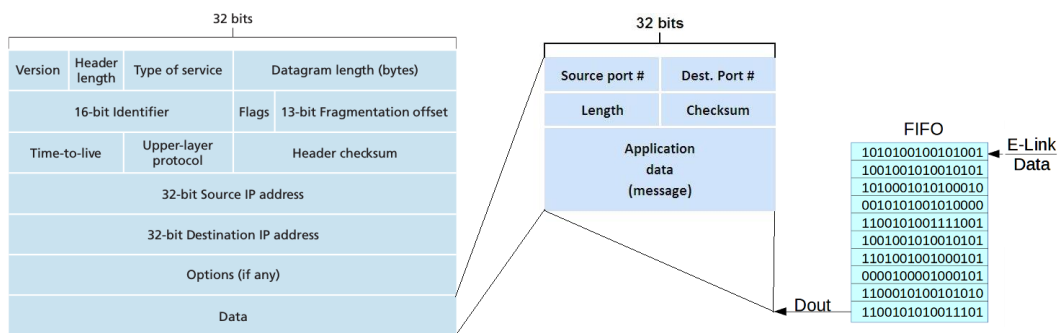 32 bits
Version
Header
length
Type of service
Datagram length (bytes)
16-bit Identifier
Flags
13-bit Fragmentation offset
Time-to-live
Upper-layer
protocol
Header checksum
32-bit Source IP address
32-bit Destination IP address
Options (if any)
Data
32 bits
Source port #
Dest. Port #
Length
Checksum
Application
data
(message)
Dout
FIFO
1010100100101001
1001001010010101
1010001010100010
0010101001010000
1100101001111001
1001001010010101
1101001001000101
0000100001000101
1100010100101010
1100101010011101
E-Link
Data